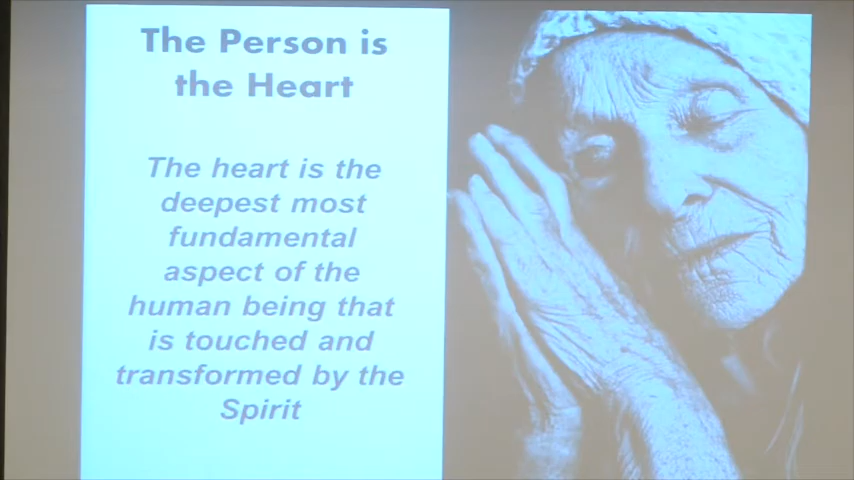 The Person is
the Heart
The heart is the
deepest most
fundamental
aspect of the
human being that
is touched and
transformed by the
Spirit